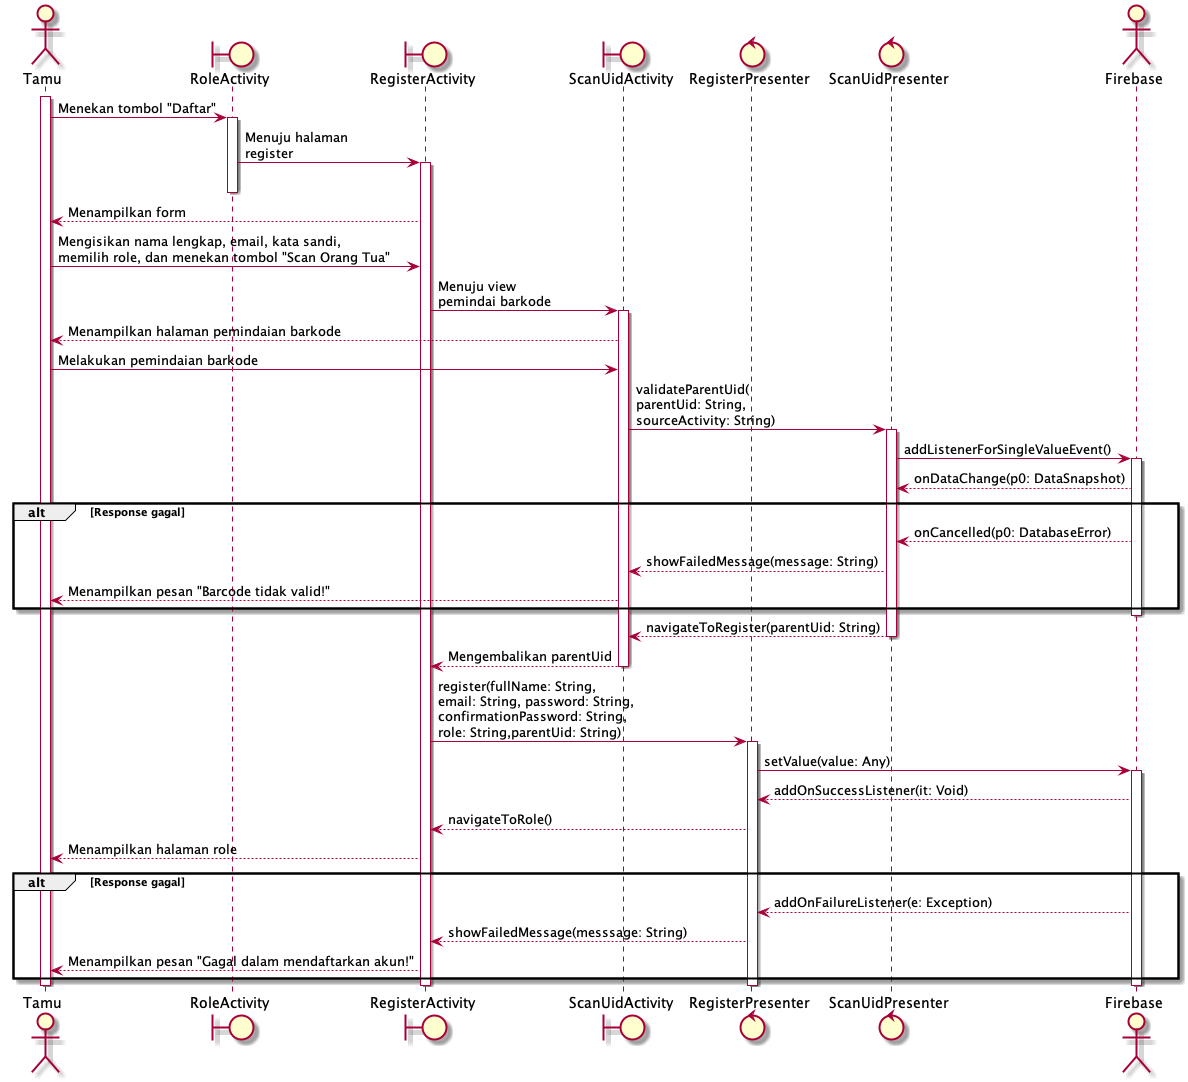 Tamu
RoleActivity
RegisterActivity
ScanUidActivity
RegisterPresenter
ScanUidPresenter
Firebase
Menekan tombol "Daftar"
Menuju halaman
register
Menampilkan form
Mengisikan nama lengkap, email, kata sandi,
memilih role, dan menekan tombol "Scan Orang Tua"
Menuju view
pemindai barkode
Menampilkan halaman pemindaian barkode
Melakukan pemindaian barkode
validateParentUid(
parentUid: String,
sourceActivity: String)
addListenerForSingleValueEvent()
onDataChange(p0: DataSnapshot)
alt
[Response gagal]
onCancelled(p0: DatabaseError)
showFailedMessage(message: String)
Menampilkan pesan "Barcode tidak valid!"
navigateToRegister(parentUid: String)
Mengembalikan parentUid
register(fullName: String,
email: String, password: String,
confirmationPassword: String,
role: String,parentUid: String)
setValue(value: Any)
addOnSuccessListener(it: Void)
navigateToRole()
Menampilkan halaman role
alt
[Response gagal]
addOnFailureListener(e: Exception)
showFailedMessage(messsage: String)
Menampilkan pesan "Gagal dalam mendaftarkan akun!"
Tamu
RoleActivity
RegisterActivity
ScanUidActivity
RegisterPresenter
ScanUidPresenter
Firebase